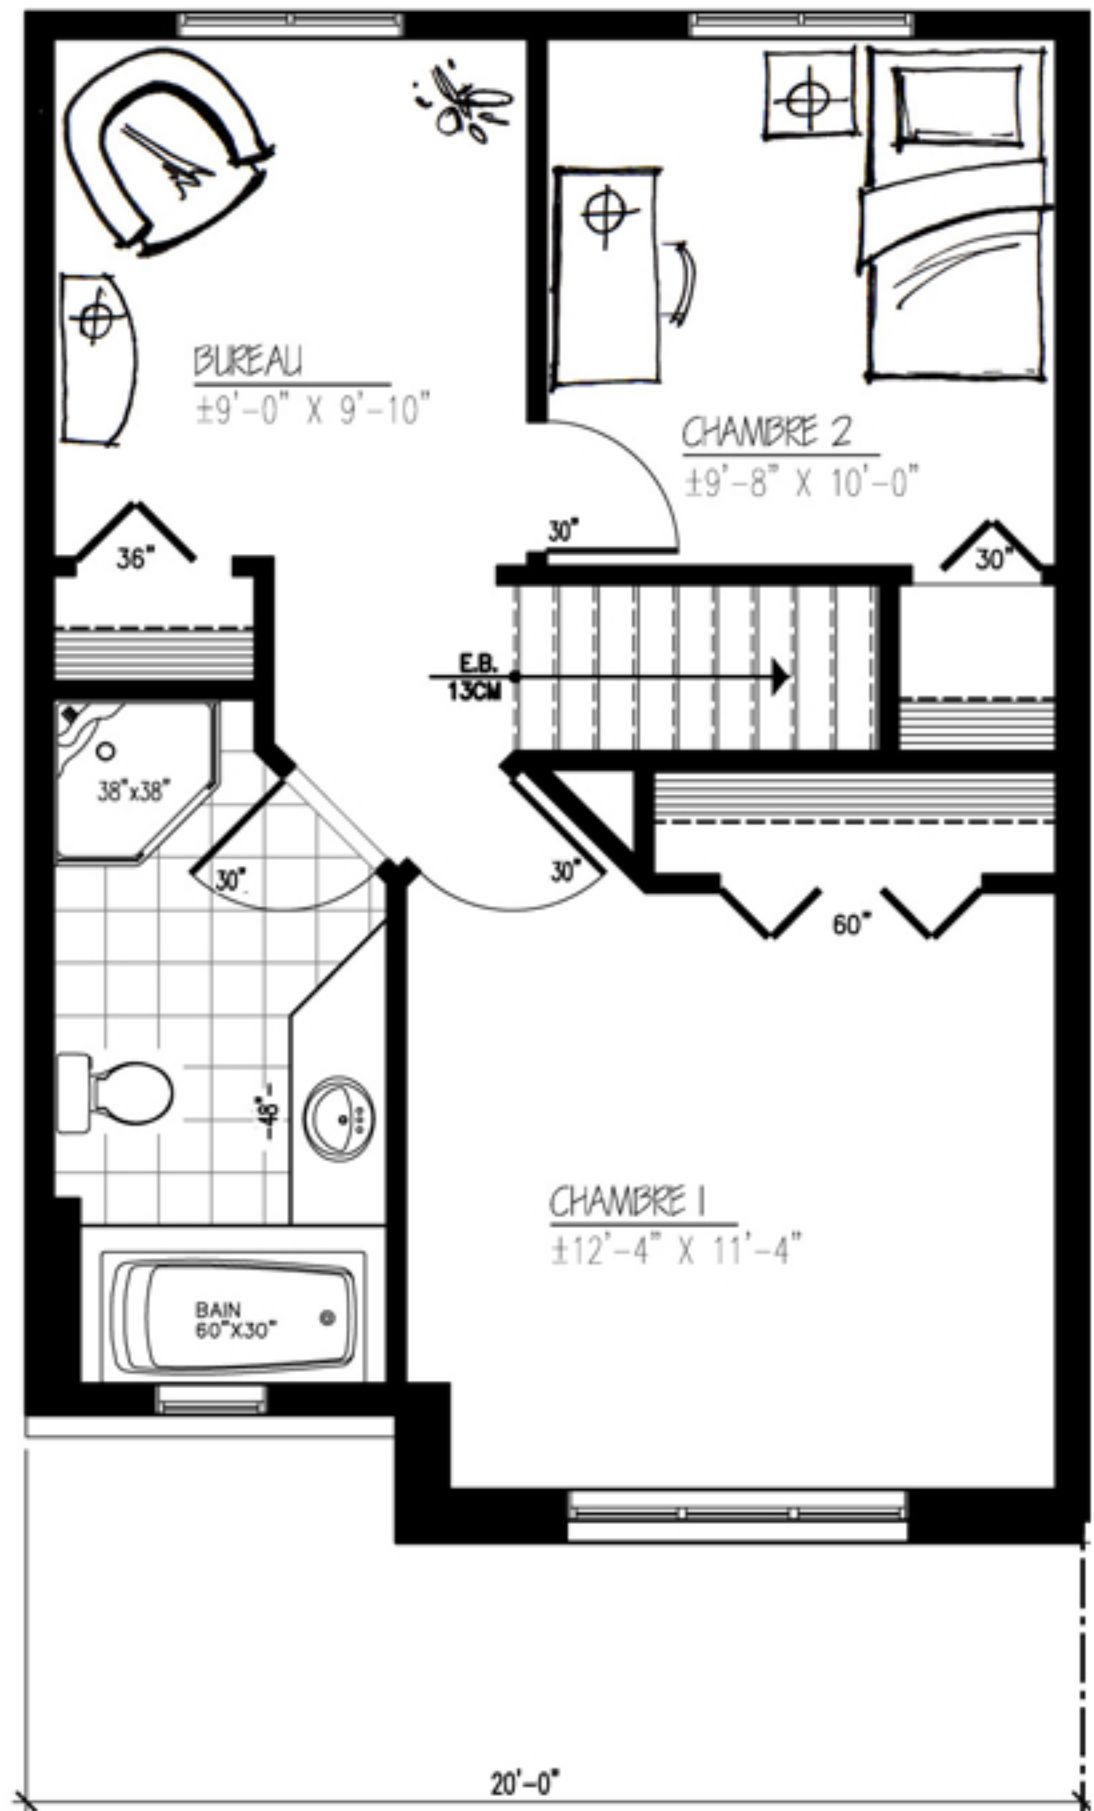 BUREAU
±9'-0" X 9'-10"
CHAMBRE 2
±9'-8" X 10'-0"
30"
36"
30"
E.B.
13CM
38"x38"
30"
30"
60"
48"
CHAMBRE 1
±12'-4" X 11'-4"
BAIN
60"X30"
20'-0"